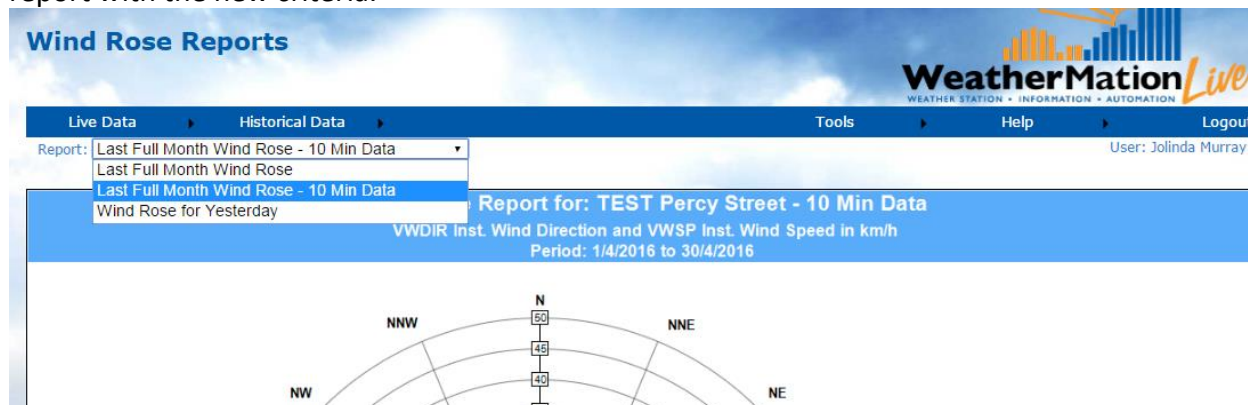 report with the new criteria.
Wind Rose Reports
WeatherMation Live
WEATHER STATION • INFORMATION • AUTOMATION
Live Data Historical Data Tools Help Logout
Report: Last Full Month Wind Rose - 10 Min Data User: Jolinda Murray
Last Full Month Wind Rose
Last Full Month Wind Rose - 10 Min Data
Wind Rose for Yesterday
Report for: TEST Percy Street - 10 Min Data
VWDIR Inst. Wind Direction and VWSP Inst. Wind Speed in km/h
Period: 1/4/2016 to 30/4/2016
N
50
NNW NNE
45
40
NW NE